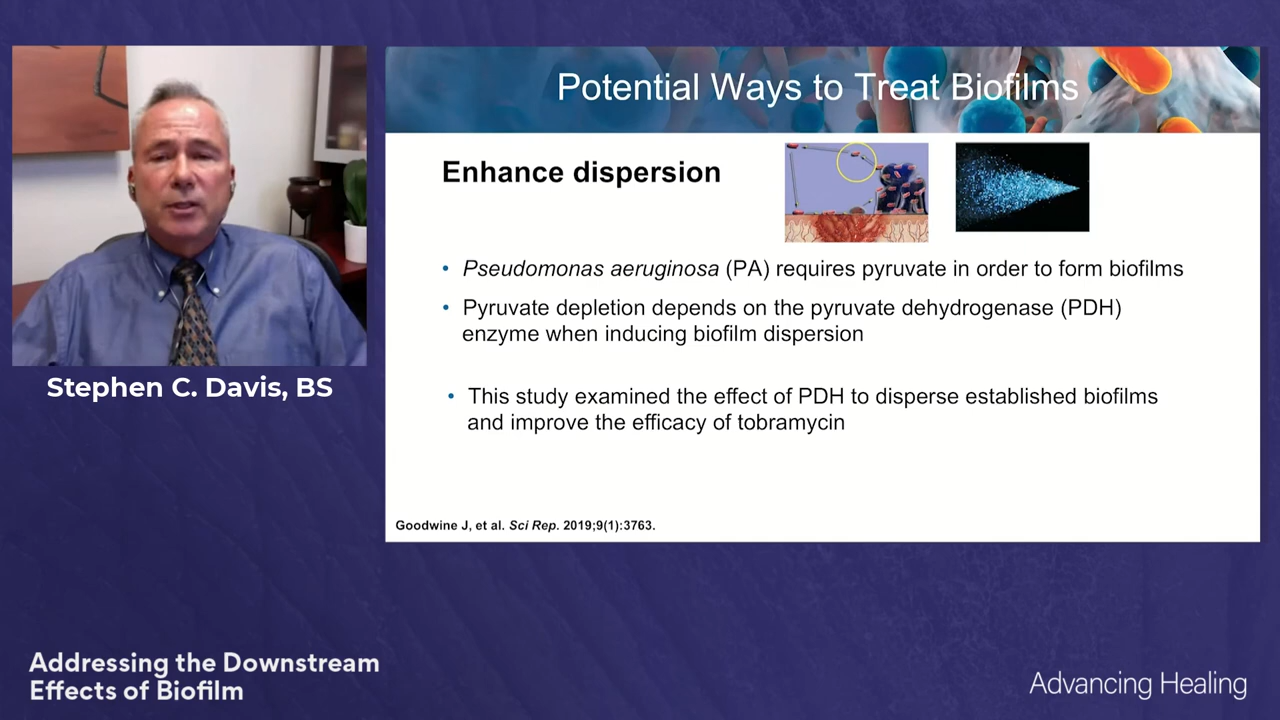 Potential Ways to Treat Biofilms
Enhance dispersion
• Pseudomonas aeruginosa (PA) requires pyruvate in order to form biofilms
• Pyruvate depletion depends on the pyruvate dehydrogenase (PDH)
enzyme when inducing biofilm dispersion
• This study examined the effect of PDH to disperse established biofilms
and improve the efficacy of tobramycin
Goodwine J, et al. Sci Rep. 2019;9(1):3763.
Stephen C. Davis, BS
Addressing the Downstream
Effects of Biofilm
Advancing Healing